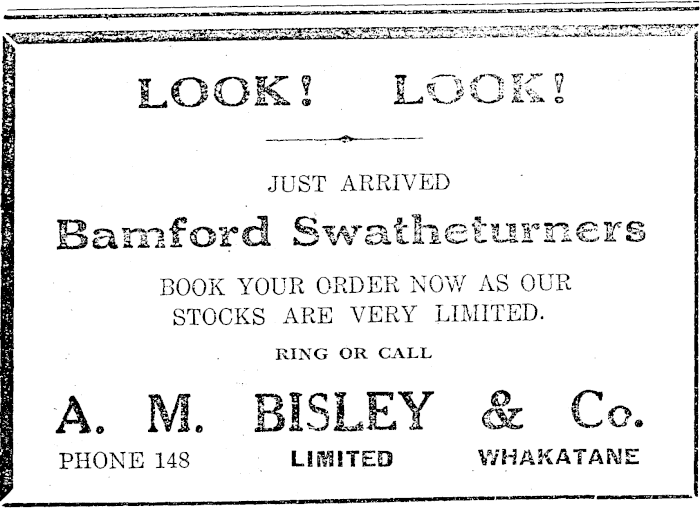 LOOK! LOOK!
JUST ARRIVED
Bamford Swatheturners
BOOK YOUR ORDER NOW AS OUR
STOCKS ARE VERY LIMITED.
RING OR CALL
A. M. BISLEY & Co.
PHONE 148 LIMITED WHAKATANE